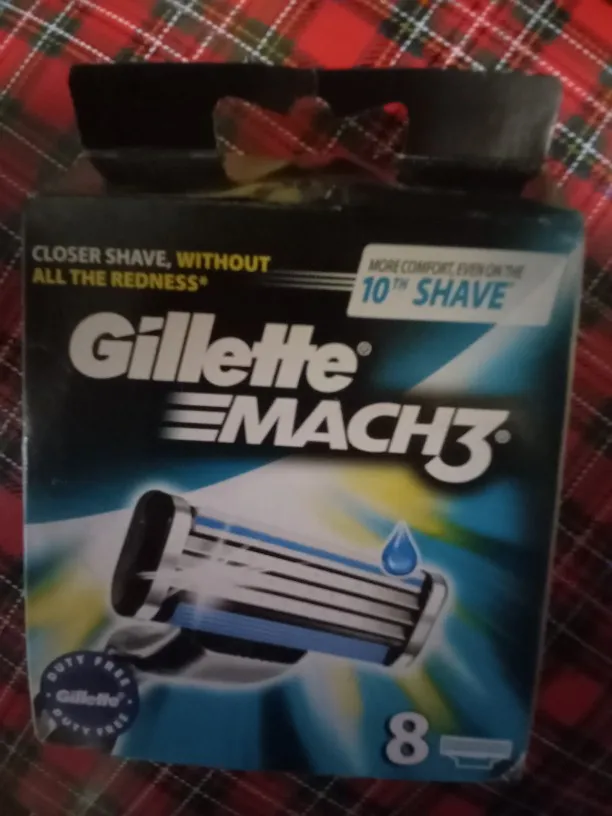 CLOSER SHAVE, WITHOUT
ALL THE REDNESS*
MORE COMFORT, EVEN ON THE
10TH SHAVE
Gillette®
MACH3®
DUTY FREE
Gillette
DUTY FREE
8